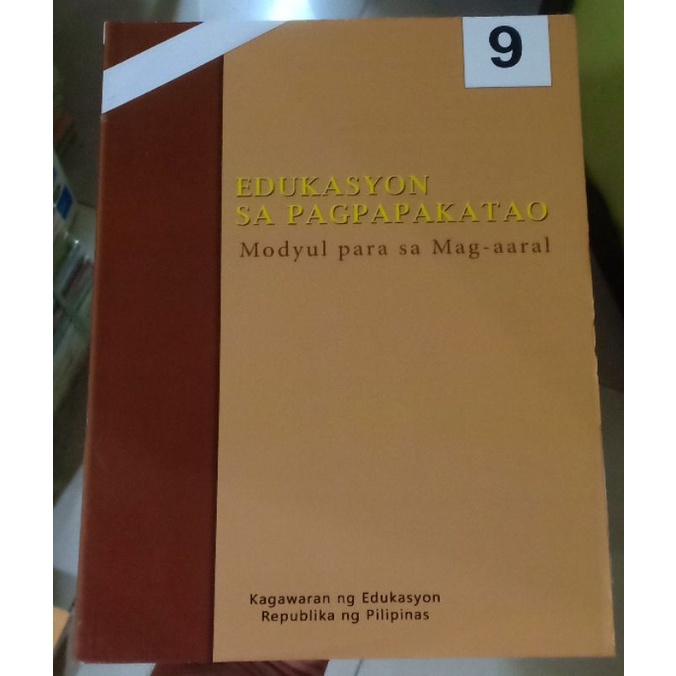 9
EDUKASYON
SA PAGPAPAKATAO
Modyul para sa Mag-aaral
Kagawaran ng Edukasyon
Republika ng Pilipinas